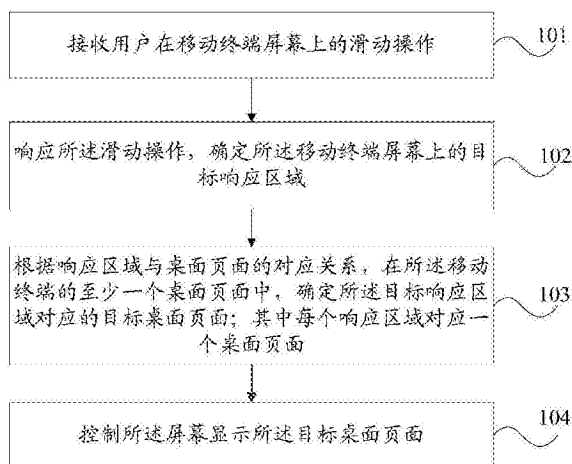 接收用户在移动终端屏幕上的滑动操作
101
响应所述滑动操作，确定所述移动终端屏幕上的目
标响应区域
102
根据响应区域与桌面页面的对应关系，在所述移动
终端的至少一个桌面页面中，确定所述目标响应区
域对应的目标桌面页面；其中每个响应区域对应一
个桌面页面
103
控制所述屏幕显示所述目标桌面页面
104